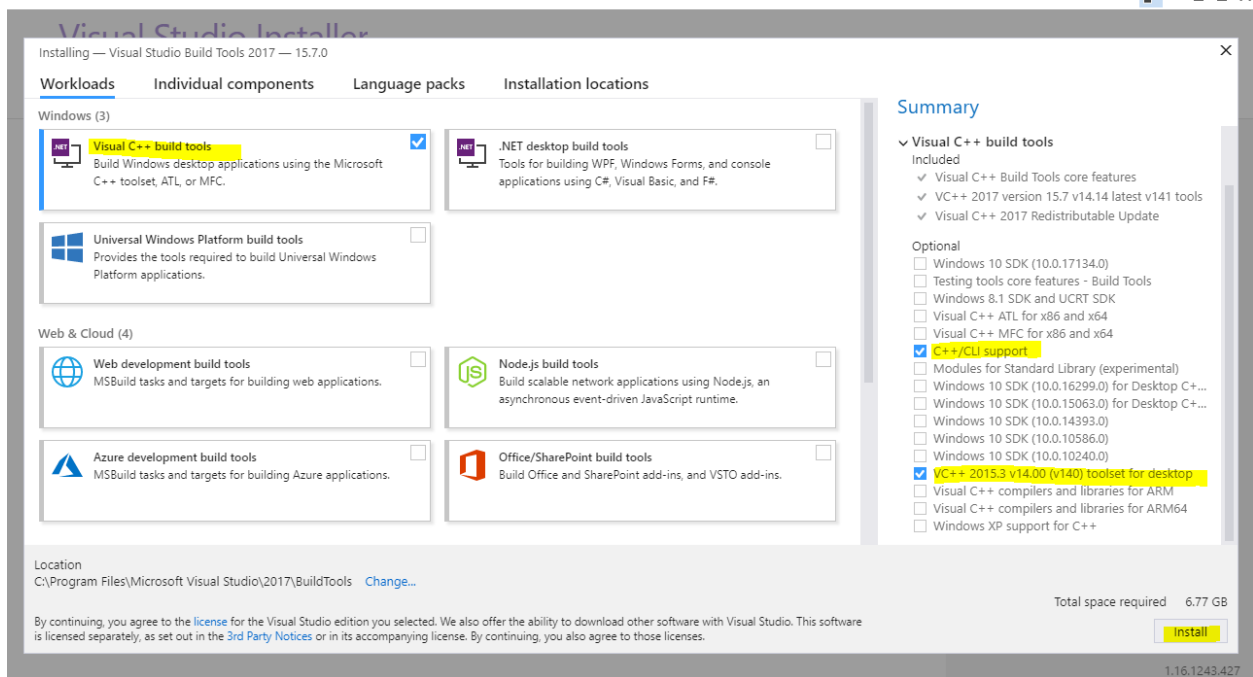 Visual Studio Installer
Installing — Visual Studio Build Tools 2017 — 15.7.0
Workloads Individual components Language packs Installation locations
Windows (3)
Visual C++ build tools
Build Windows desktop applications using the Microsoft
C++ toolset, ATL, or MFC.
.NET desktop build tools
Tools for building WPF, Windows Forms, and console
applications using C#, Visual Basic, and F#.
Universal Windows Platform build tools
Provides the tools required to build Universal Windows
Platform applications.
Web & Cloud (4)
Web development build tools
MSBuild tasks and targets for building web applications.
Node.js build tools
Build scalable network applications using Node.js, an
asynchronous event-driven JavaScript runtime.
Azure development build tools
MSBuild tasks and targets for building Azure applications.
Office/SharePoint build tools
Build Office and SharePoint add-ins, and VSTO add-ins.
Summary
Visual C++ build tools
Included
Visual C++ Build Tools core features
VC++ 2017 version 15.7 v14.14 latest v141 tools
Visual C++ 2017 Redistributable Update
Optional
Windows 10 SDK (10.0.17134.0)
Testing tools core features - Build Tools
Windows 8.1 SDK and UCRT SDK
Visual C++ ATL for x86 and x64
Visual C++ MFC for x86 and x64
C++/CLI support
Modules for Standard Library (experimental)
Windows 10 SDK (10.0.16299.0) for Desktop C+...
Windows 10 SDK (10.0.15063.0) for Desktop C+...
Windows 10 SDK (10.0.14393.0)
Windows 10 SDK (10.0.10586.0)
Windows 10 SDK (10.0.10240.0)
VC++ 2015.3 v14.00 (v140) toolset for desktop
Visual C++ compilers and libraries for ARM
Visual C++ compilers and libraries for ARM64
Windows XP support for C++
Location
C:\Program Files\Microsoft Visual Studio\2017\BuildTools Change...
Total space required 6.77 GB
By continuing, you agree to the license for the Visual Studio edition you selected. We also offer the ability to download other software with Visual Studio. This software
is licensed separately, as set out in the 3rd Party Notices or in its accompanying license. By continuing, you also agree to those licenses.
Install
1.16.1243.427